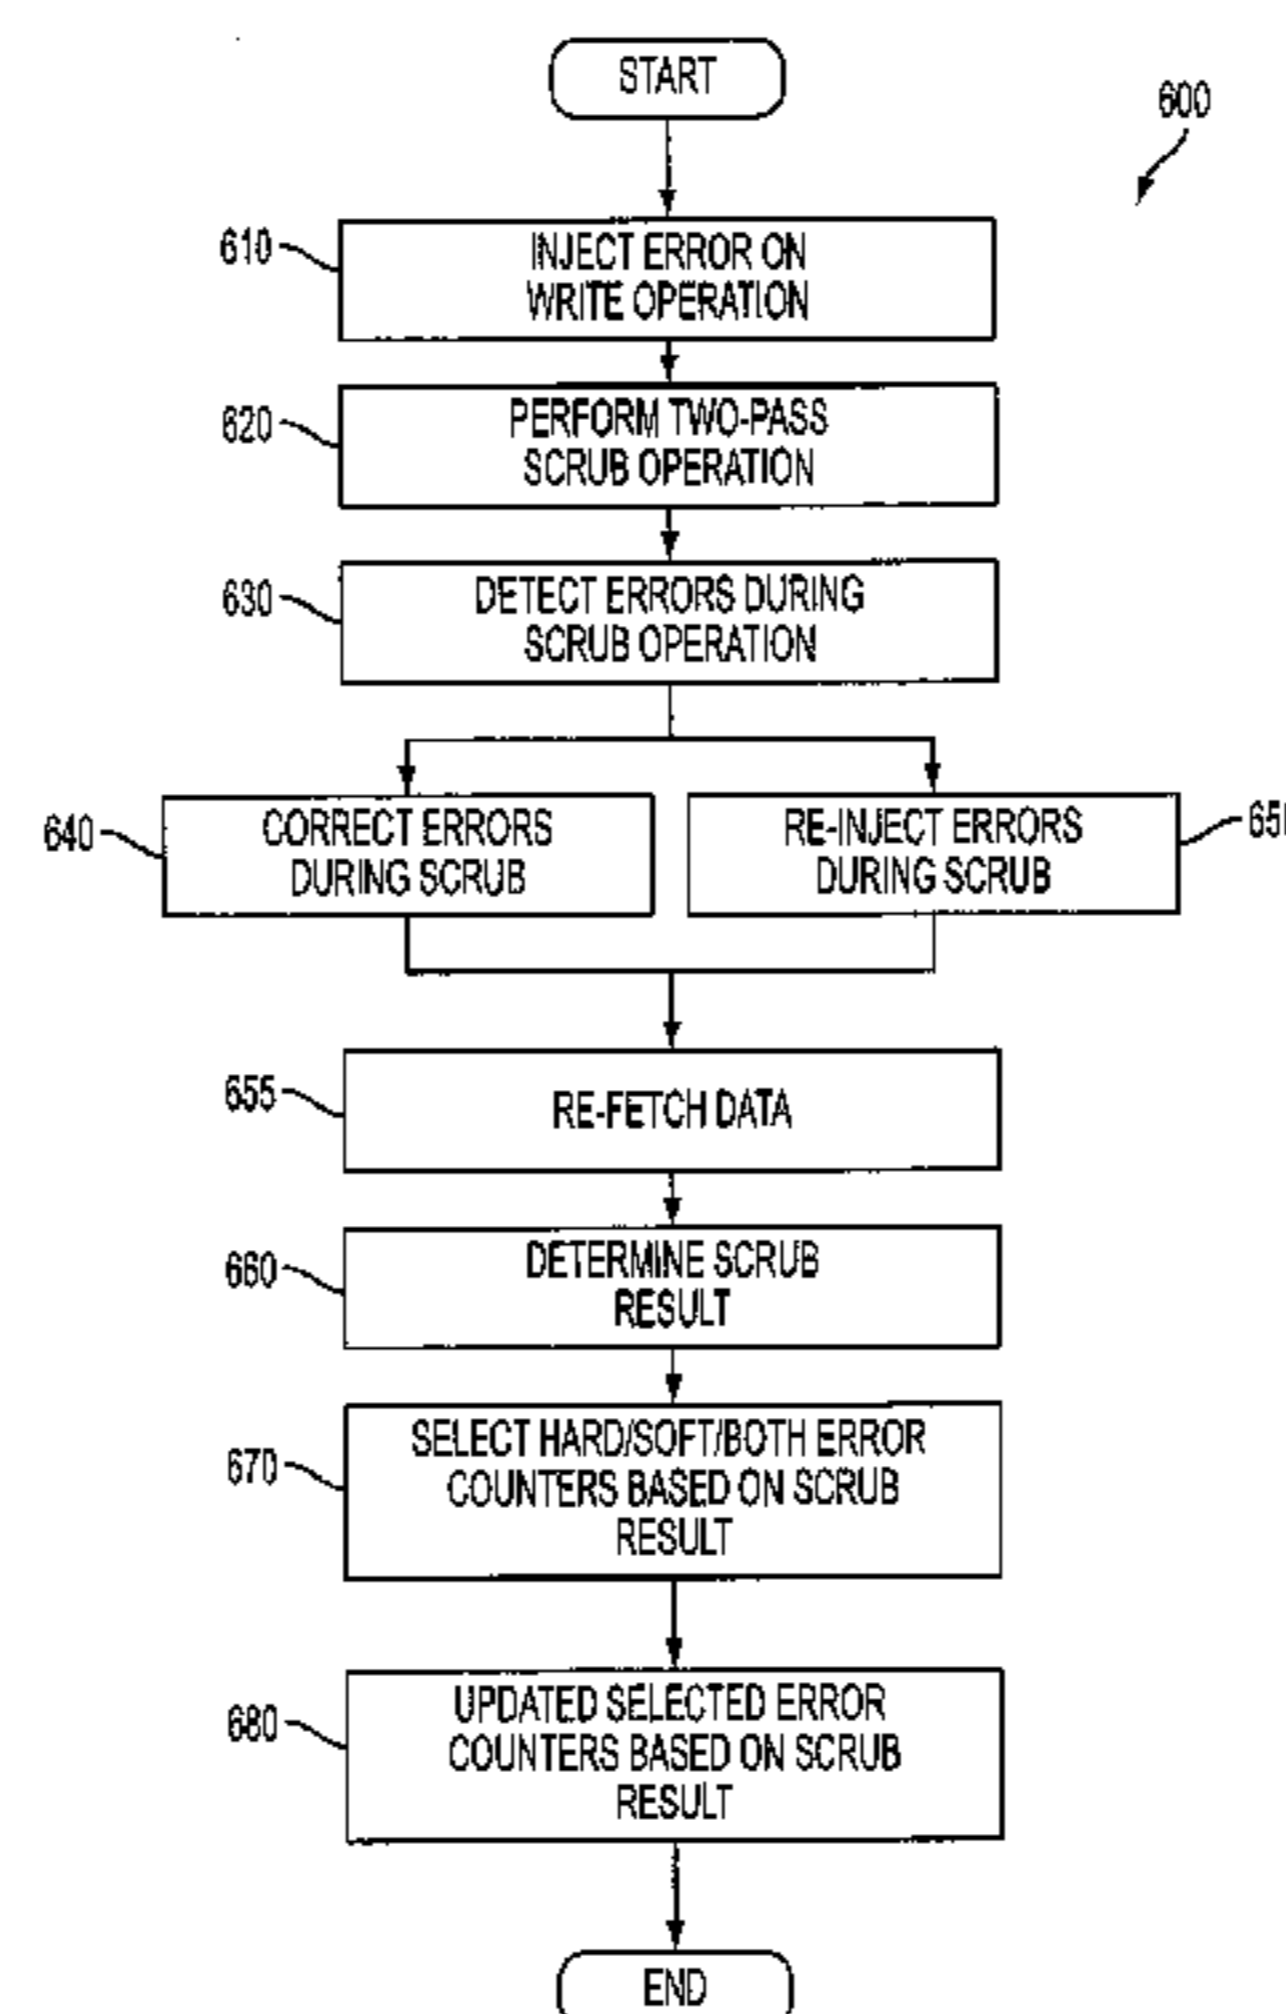 START
600
610
INJECT ERROR ON
WRITE OPERATION
620
PERFORM TWO-PASS
SCRUB OPERATION
630
DETECT ERRORS DURING
SCRUB OPERATION
640
CORRECT ERRORS
DURING SCRUB
RE-INJECT ERRORS
DURING SCRUB
655
RE-FETCH DATA
660
DETERMINE SCRUB
RESULT
670
SELECT HARD/SOFT/BOTH ERROR
COUNTERS BASED ON SCRUB
RESULT
680
UPDATED SELECTED ERROR
COUNTERS BASED ON SCRUB
RESULT
END